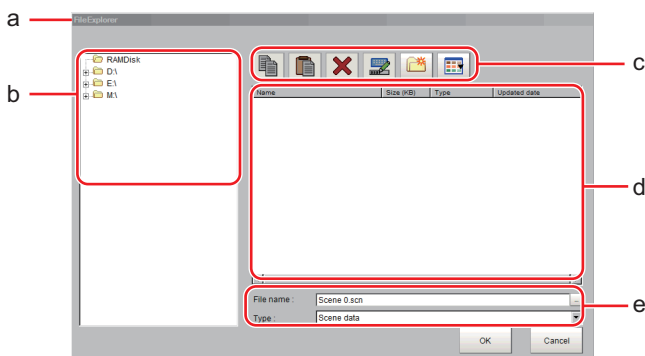 a
FileExplorer
RAMDisk
D:\
E:\
M:\
b
c
Name Size (KB) Type Updated date
d
File name : Scene 0.scn ...
Type : Scene data
e
OK Cancel